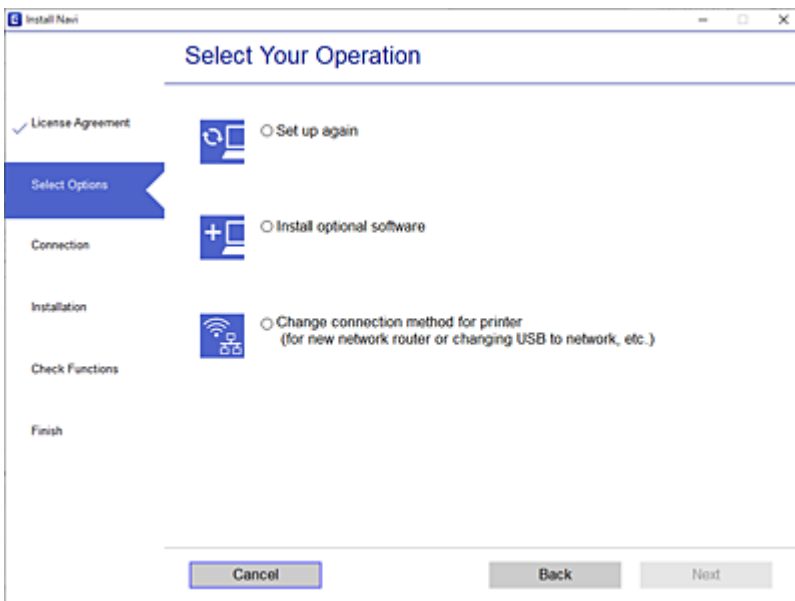 Install Navi
Select Your Operation
License Agreement
Select Options
Connection
Installation
Check Functions
Finish
Set up again
Install optional software
Change connection method for printer
(for new network router or changing USB to network, etc.)
Cancel
Back
Next